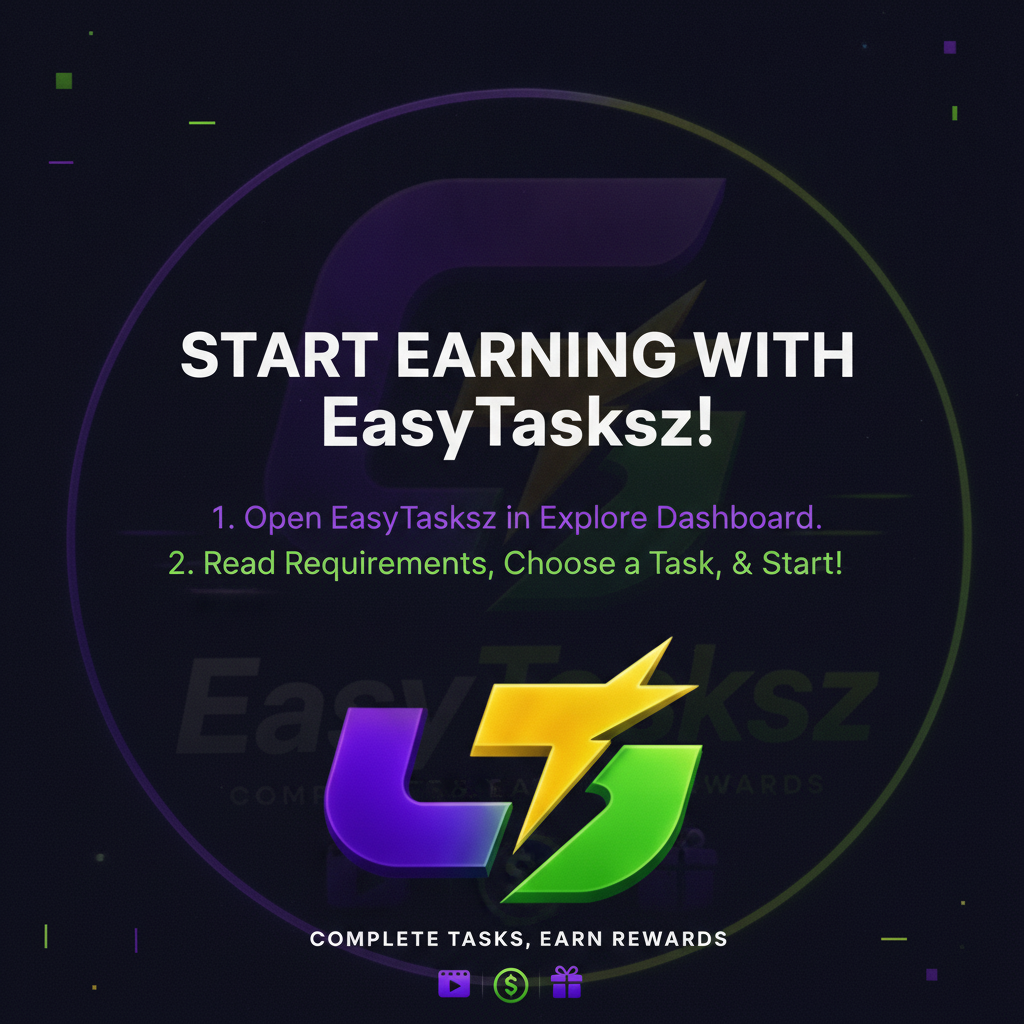 START EARNING WITH
EasyTasksz!
1. Open EasyTasksz in Explore Dashboard.
2. Read Requirements, Choose a Task, & Start!
EasyTasksz
COMPLETE TASKS, EARN REWARDS